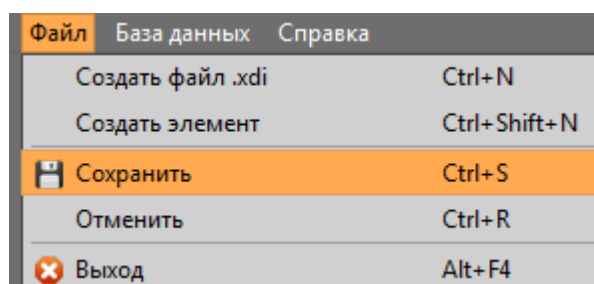 Файл База данных Справка
Создать файл .xdi Ctrl+N
Создать элемент Ctrl+Shift+N
Сохранить Ctrl+S
Отменить Ctrl+R
Выход Alt+F4